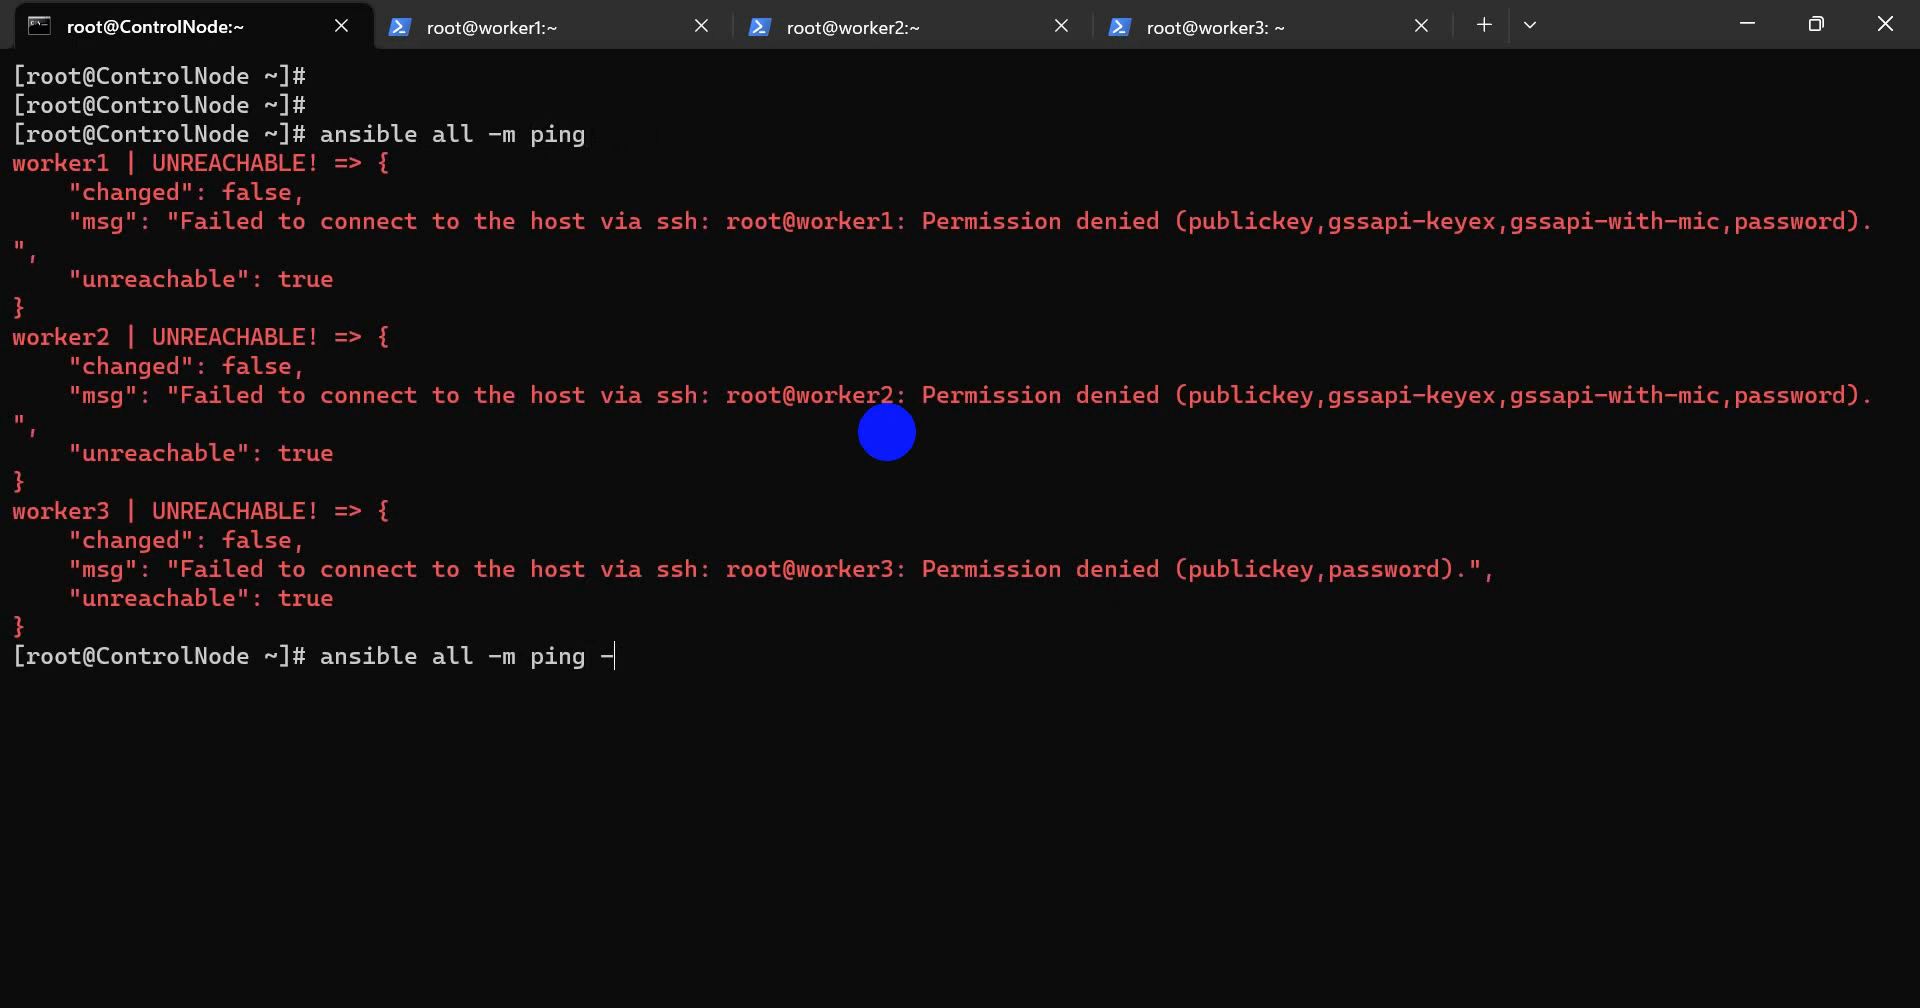 root@ControlNode:~
root@worker1:~
root@worker2:~
root@worker3: ~
[root@ControlNode ~]#
[root@ControlNode ~]#
[root@ControlNode ~]# ansible all -m ping
worker1 | UNREACHABLE! => {
    "changed": false,
    "msg": "Failed to connect to the host via ssh: root@worker1: Permission denied (publickey,gssapi-keyex,gssapi-with-mic,password).
",
    "unreachable": true
}
worker2 | UNREACHABLE! => {
    "changed": false,
    "msg": "Failed to connect to the host via ssh: root@worker2: Permission denied (publickey,gssapi-keyex,gssapi-with-mic,password).
",
    "unreachable": true
}
worker3 | UNREACHABLE! => {
    "changed": false,
    "msg": "Failed to connect to the host via ssh: root@worker3: Permission denied (publickey,password).",
    "unreachable": true
}
[root@ControlNode ~]# ansible all -m ping -